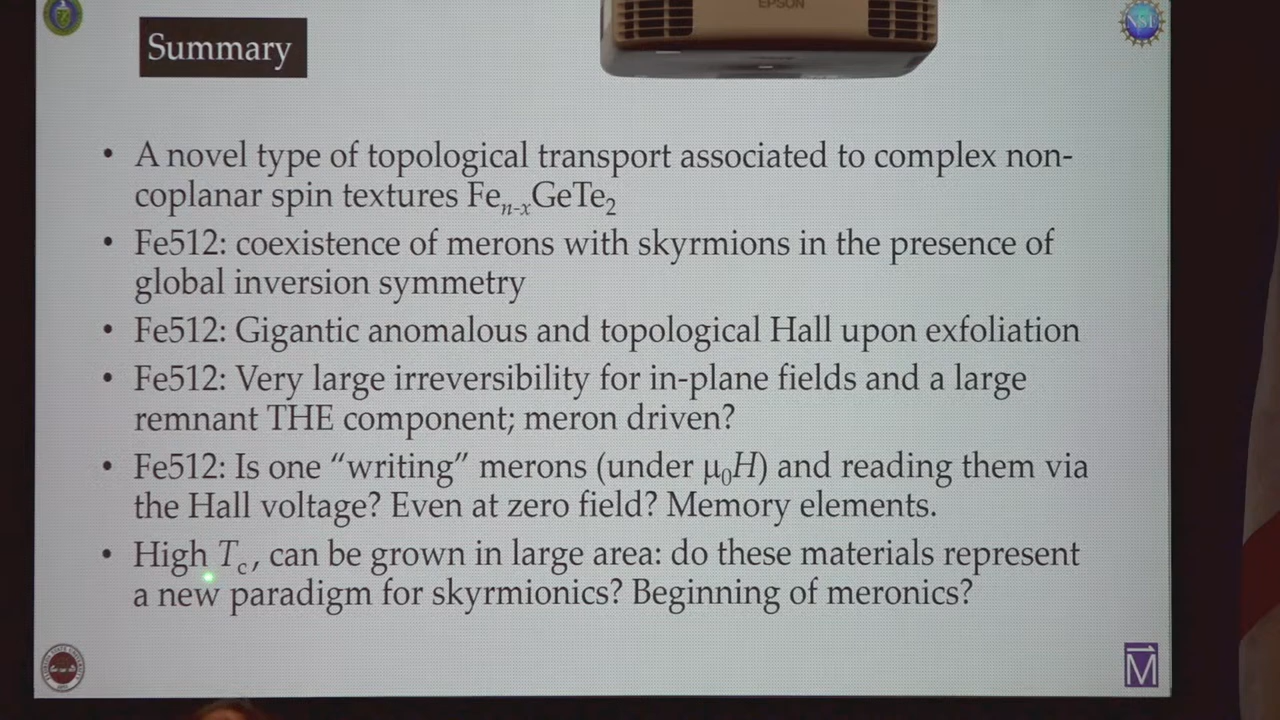 EPSON
NSF
Summary
• A novel type of topological transport associated to complex non-
coplanar spin textures Feₙ₋ₓGeTe₂
• Fe512: coexistence of merons with skyrmions in the presence of
global inversion symmetry
• Fe512: Gigantic anomalous and topological Hall upon exfoliation
• Fe512: Very large irreversibility for in-plane fields and a large
remnant THE component; meron driven?
• Fe512: Is one “writing” merons (under μ₀H) and reading them via
the Hall voltage? Even at zero field? Memory elements.
• High T_c, can be grown in large area: do these materials represent
a new paradigm for skyrmionics? Beginning of meronics?
M